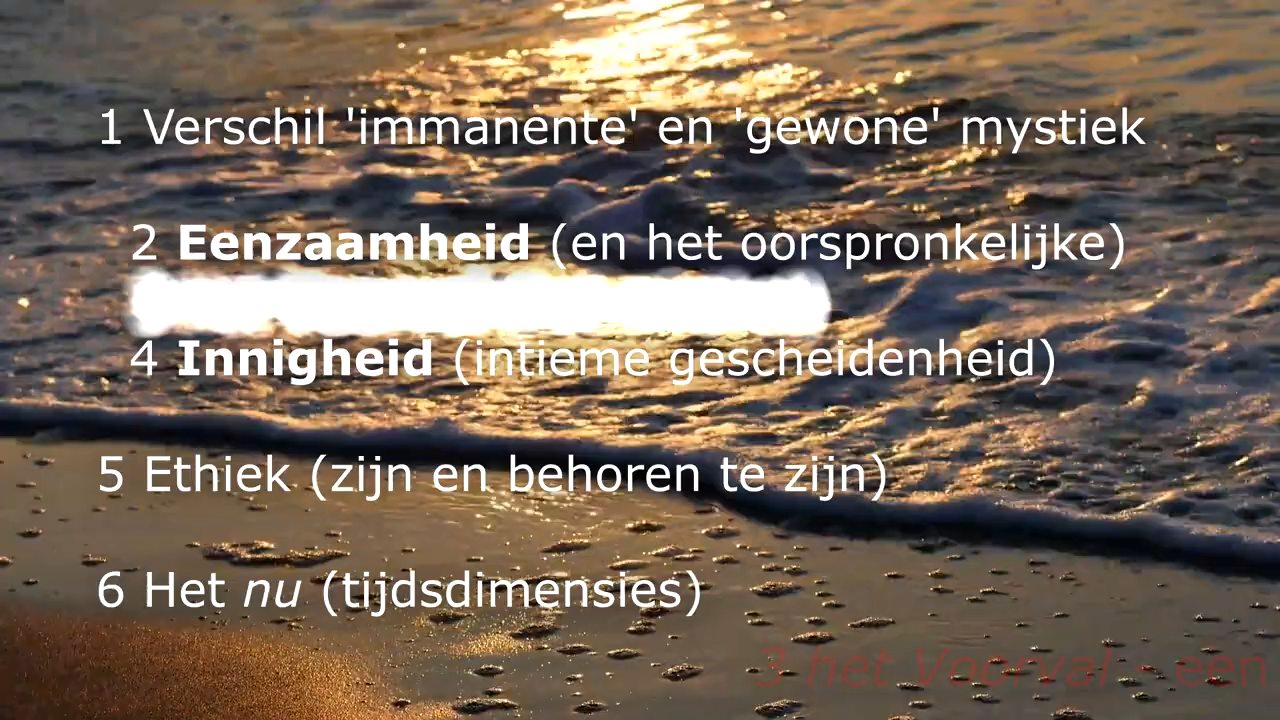 1 Verschil 'immanente' en 'gewone' mystiek
2 Eenzaamheid (en het oorspronkelijke)
4 Innigheid (intieme gescheidenheid)
5 Ethiek (zijn en behoren te zijn)
6 Het nu (tijdsdimensies)
3 het Voorval - een